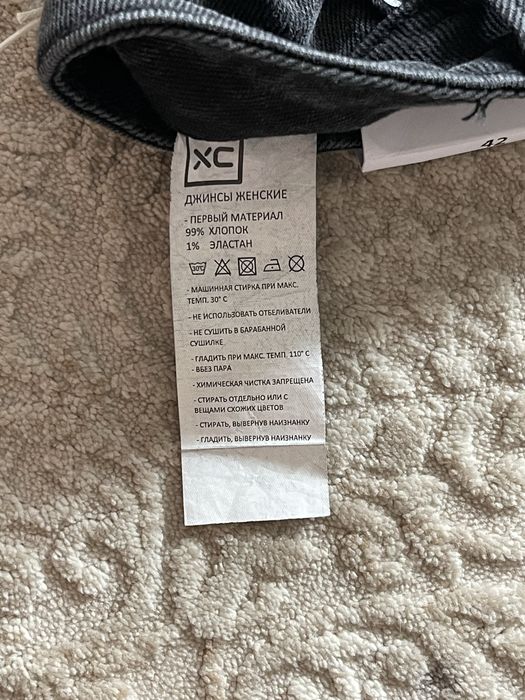 XC
ДЖИНСЫ ЖЕНСКИЕ
- ПЕРВЫЙ МАТЕРИАЛ
99% ХЛОПОК
1% ЭЛАСТАН
30°C
- МАШИННАЯ СТИРКА ПРИ МАКС.
ТЕМП. 30° С
- НЕ ИСПОЛЬЗОВАТЬ ОТБЕЛИВАТЕЛИ
- НЕ СУШИТЬ В БАРАБАННОЙ
СУШИЛКЕ
- ГЛАДИТЬ ПРИ МАКС. ТЕМП. 110° С
- ВБЕЗ ПАРА
- ХИМИЧЕСКАЯ ЧИСТКА ЗАПРЕЩЕНА
- СТИРАТЬ ОТДЕЛЬНО ИЛИ С
ВЕЩАМИ СХОЖИХ ЦВЕТОВ
- СТИРАТЬ, ВЫВЕРНУВ НАИЗНАНКУ
- ГЛАДИТЬ, ВЫВЕРНУВ НАИЗНАНКУ
42